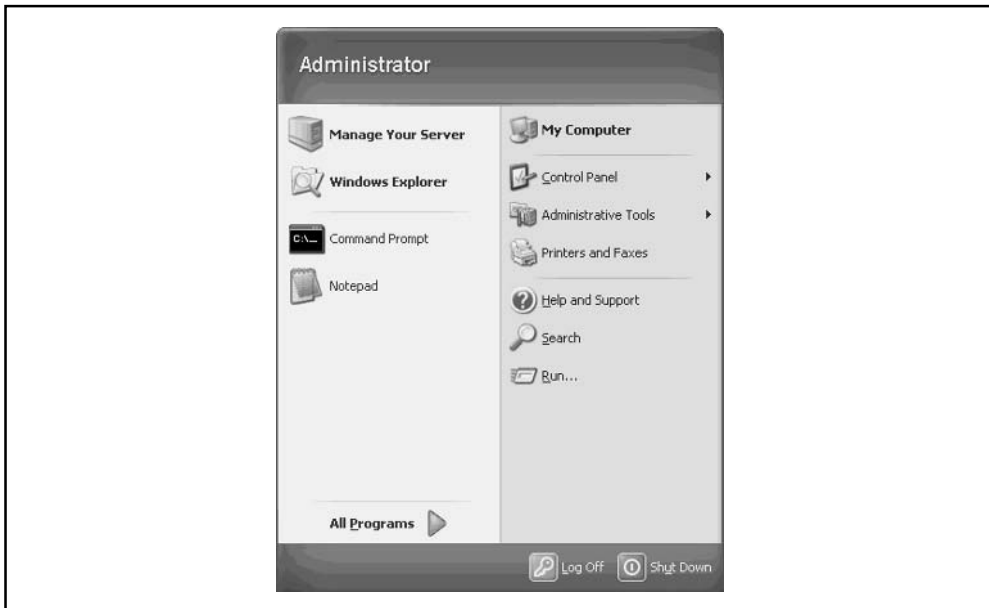 Administrator
Manage Your Server
Windows Explorer
C:\_
Command Prompt
Notepad
All Programs
My Computer
Control Panel
Administrative Tools
Printers and Faxes
Help and Support
Search
Run...
Log Off
Shut Down